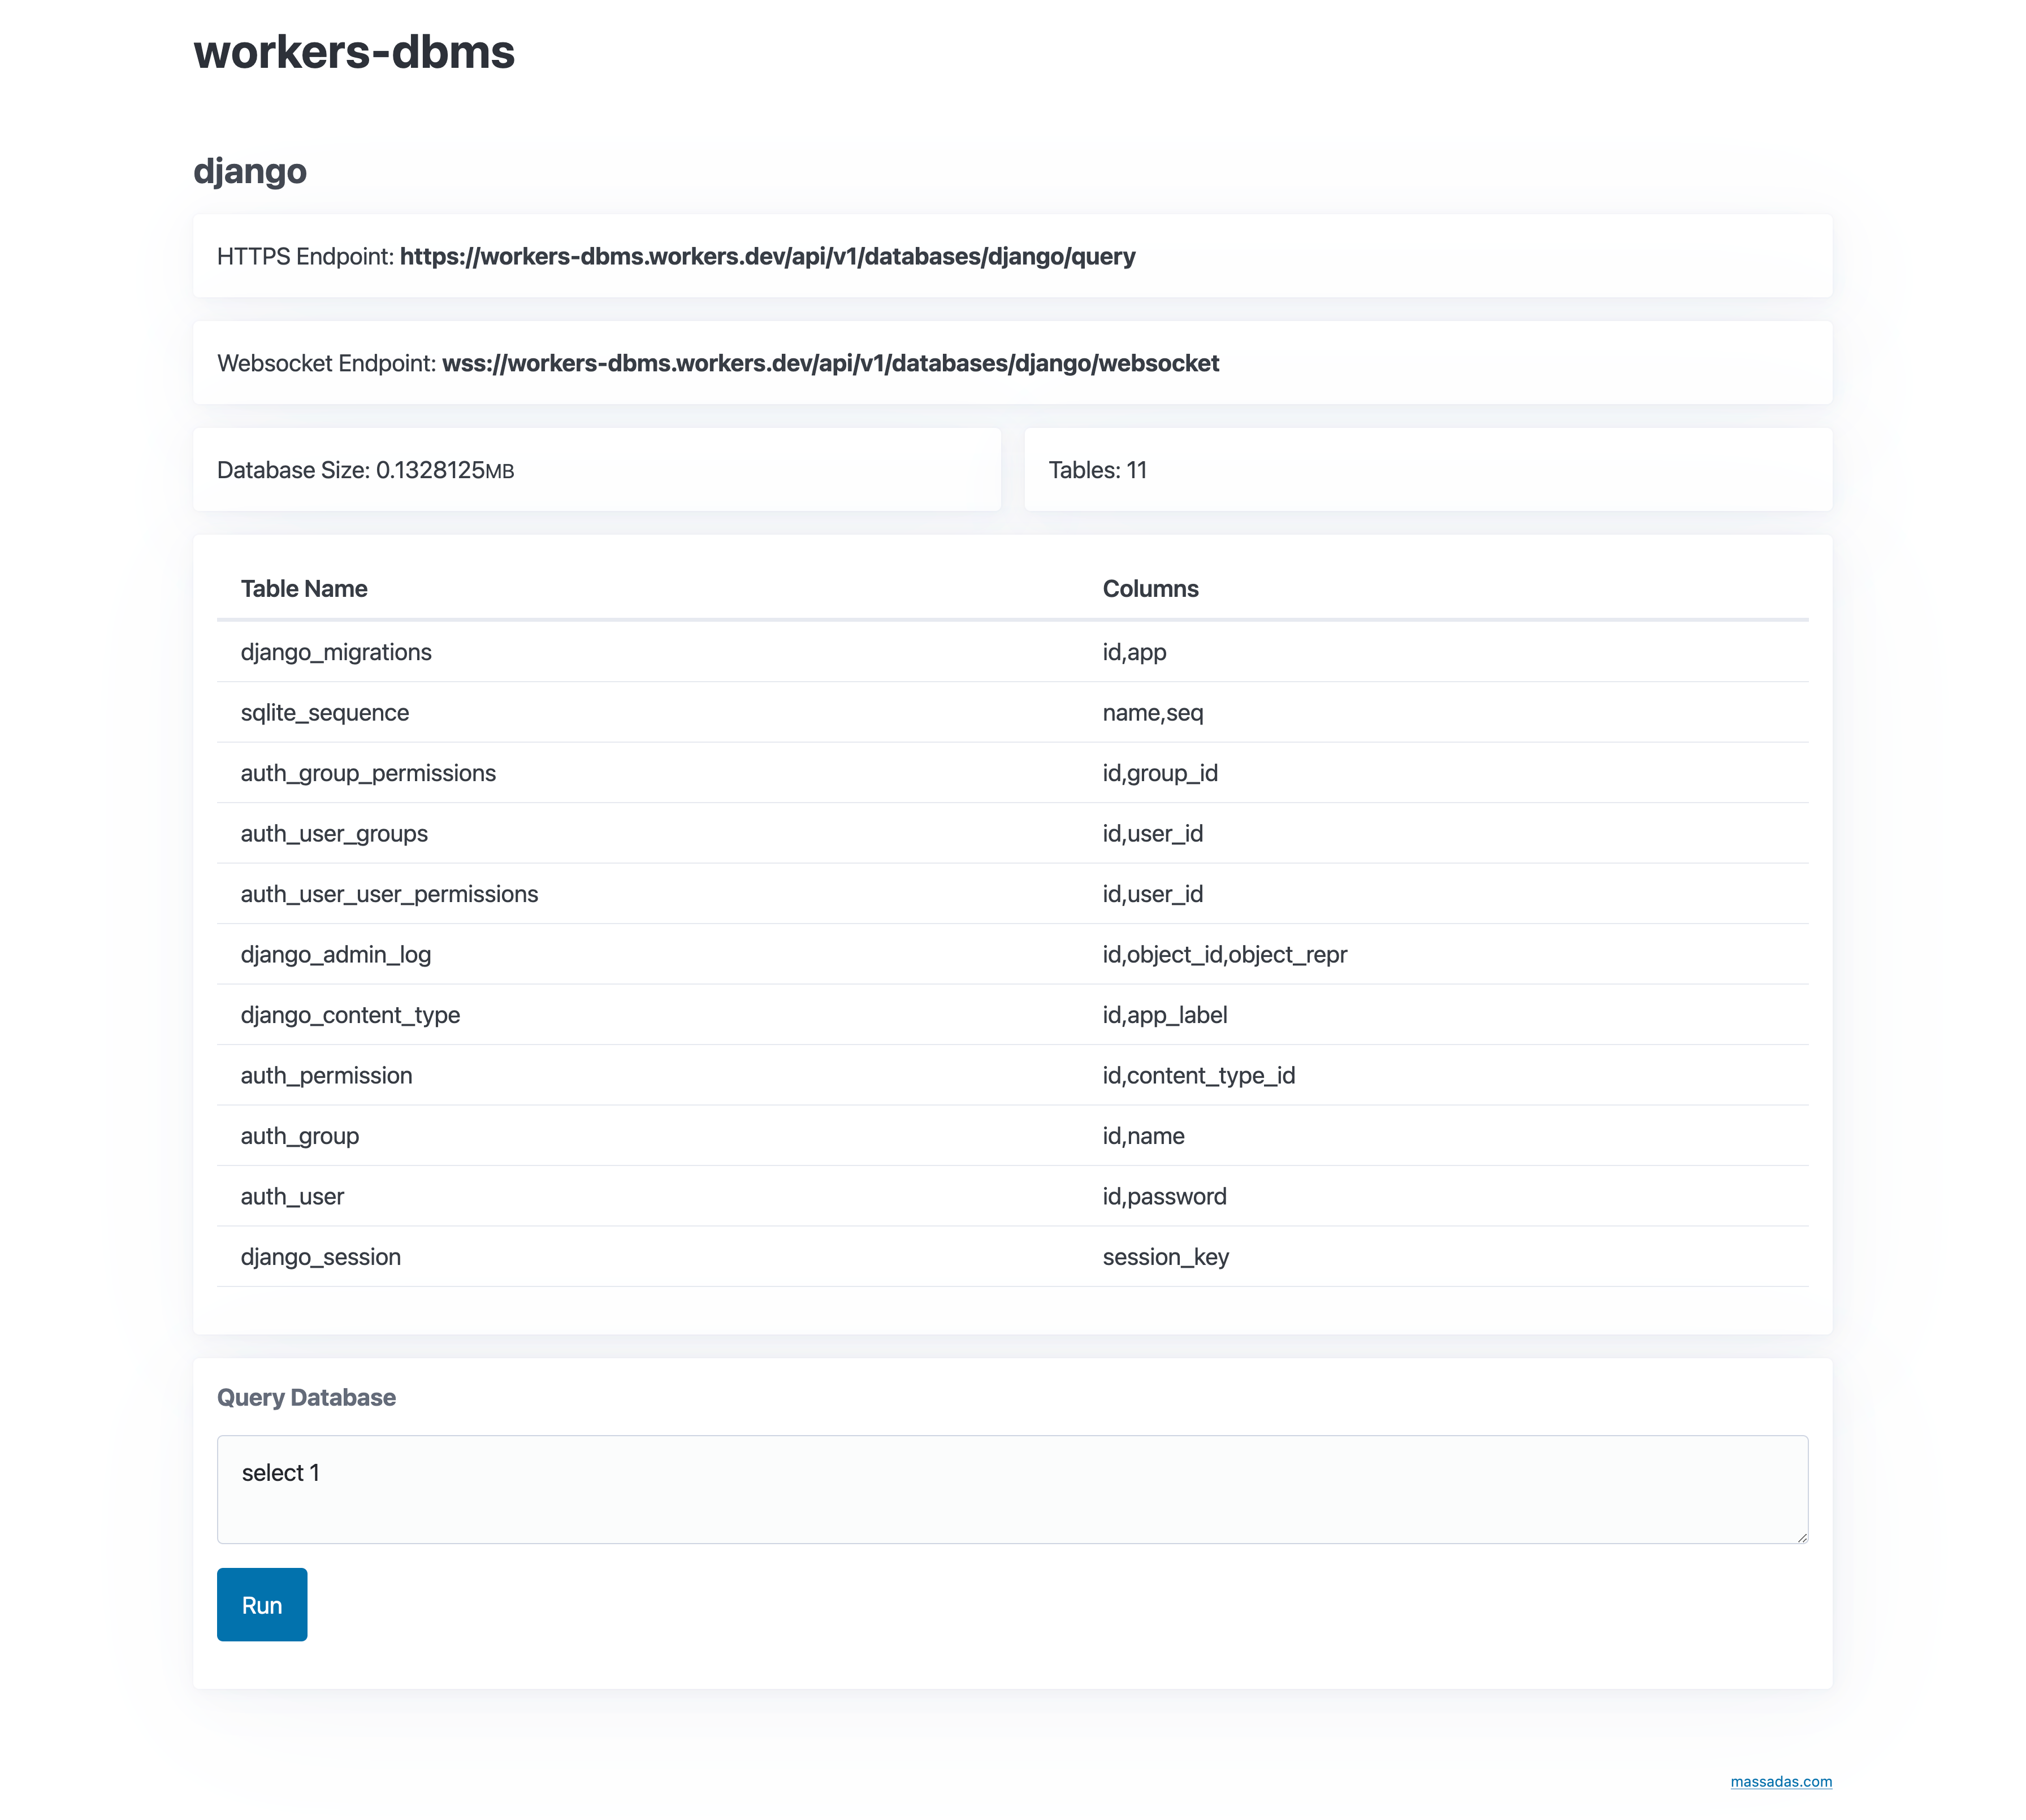 workers-dbms
django
HTTPS Endpoint: https://workers-dbms.workers.dev/api/v1/databases/django/query
Websocket Endpoint: wss://workers-dbms.workers.dev/api/v1/databases/django/websocket
Database Size: 0.1328125MB
Tables: 11
Table Name Columns
django_migrations id,app
sqlite_sequence name,seq
auth_group_permissions id,group_id
auth_user_groups id,user_id
auth_user_user_permissions id,user_id
django_admin_log id,object_id,object_repr
django_content_type id,app_label
auth_permission id,content_type_id
auth_group id,name
auth_user id,password
django_session session_key
Query Database
select 1
Run
massadas.com